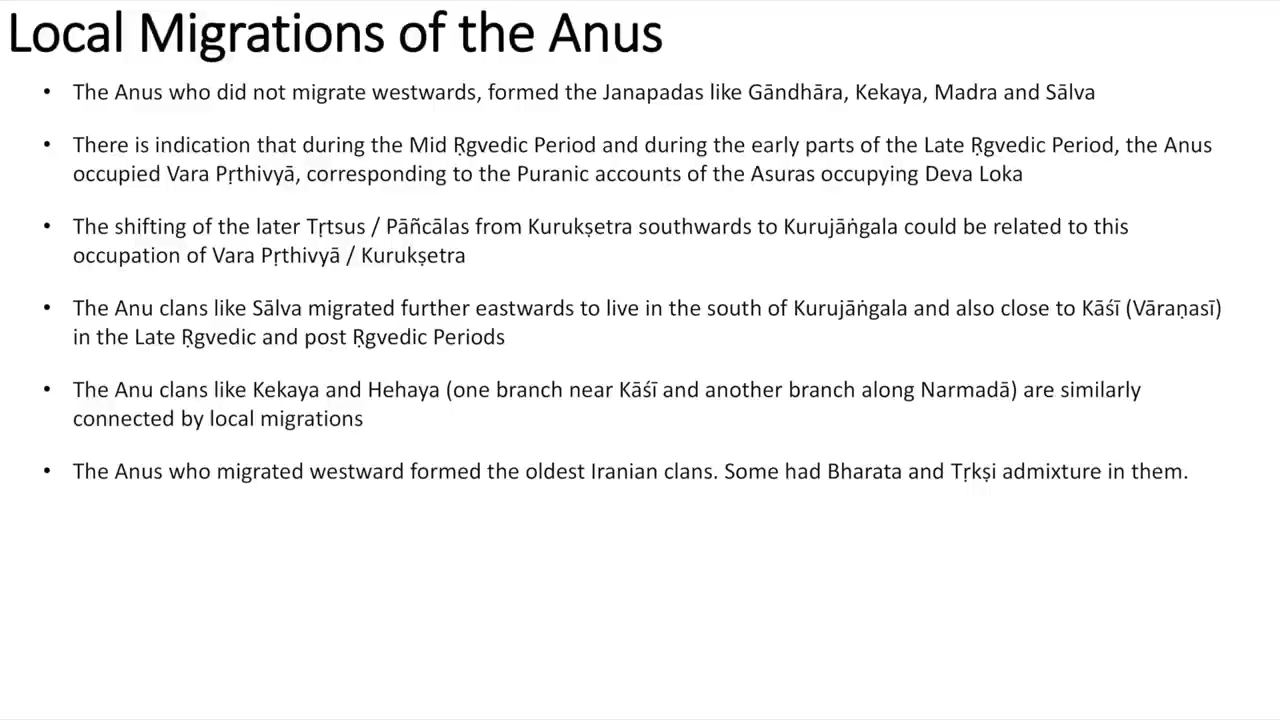 Local Migrations of the Anus
• The Anus who did not migrate westwards, formed the Janapadas like Gāndhāra, Kekaya, Madra and Sālva
• There is indication that during the Mid Ṛgvedic Period and during the early parts of the Late Ṛgvedic Period, the Anus
occupied Vara Pṛthivyā, corresponding to the Puranic accounts of the Asuras occupying Deva Loka
• The shifting of the later Tṛtsus / Pāñcālas from Kurukṣetra southwards to Kurujāṅgala could be related to this
occupation of Vara Pṛthivyā / Kurukṣetra
• The Anu clans like Sālva migrated further eastwards to live in the south of Kurujāṅgala and also close to Kāśī (Vāraṇasī)
in the Late Ṛgvedic and post Ṛgvedic Periods
• The Anu clans like Kekaya and Hehaya (one branch near Kāśī and another branch along Narmadā) are similarly
connected by local migrations
• The Anus who migrated westward formed the oldest Iranian clans. Some had Bharata and Tṛkṣi admixture in them.